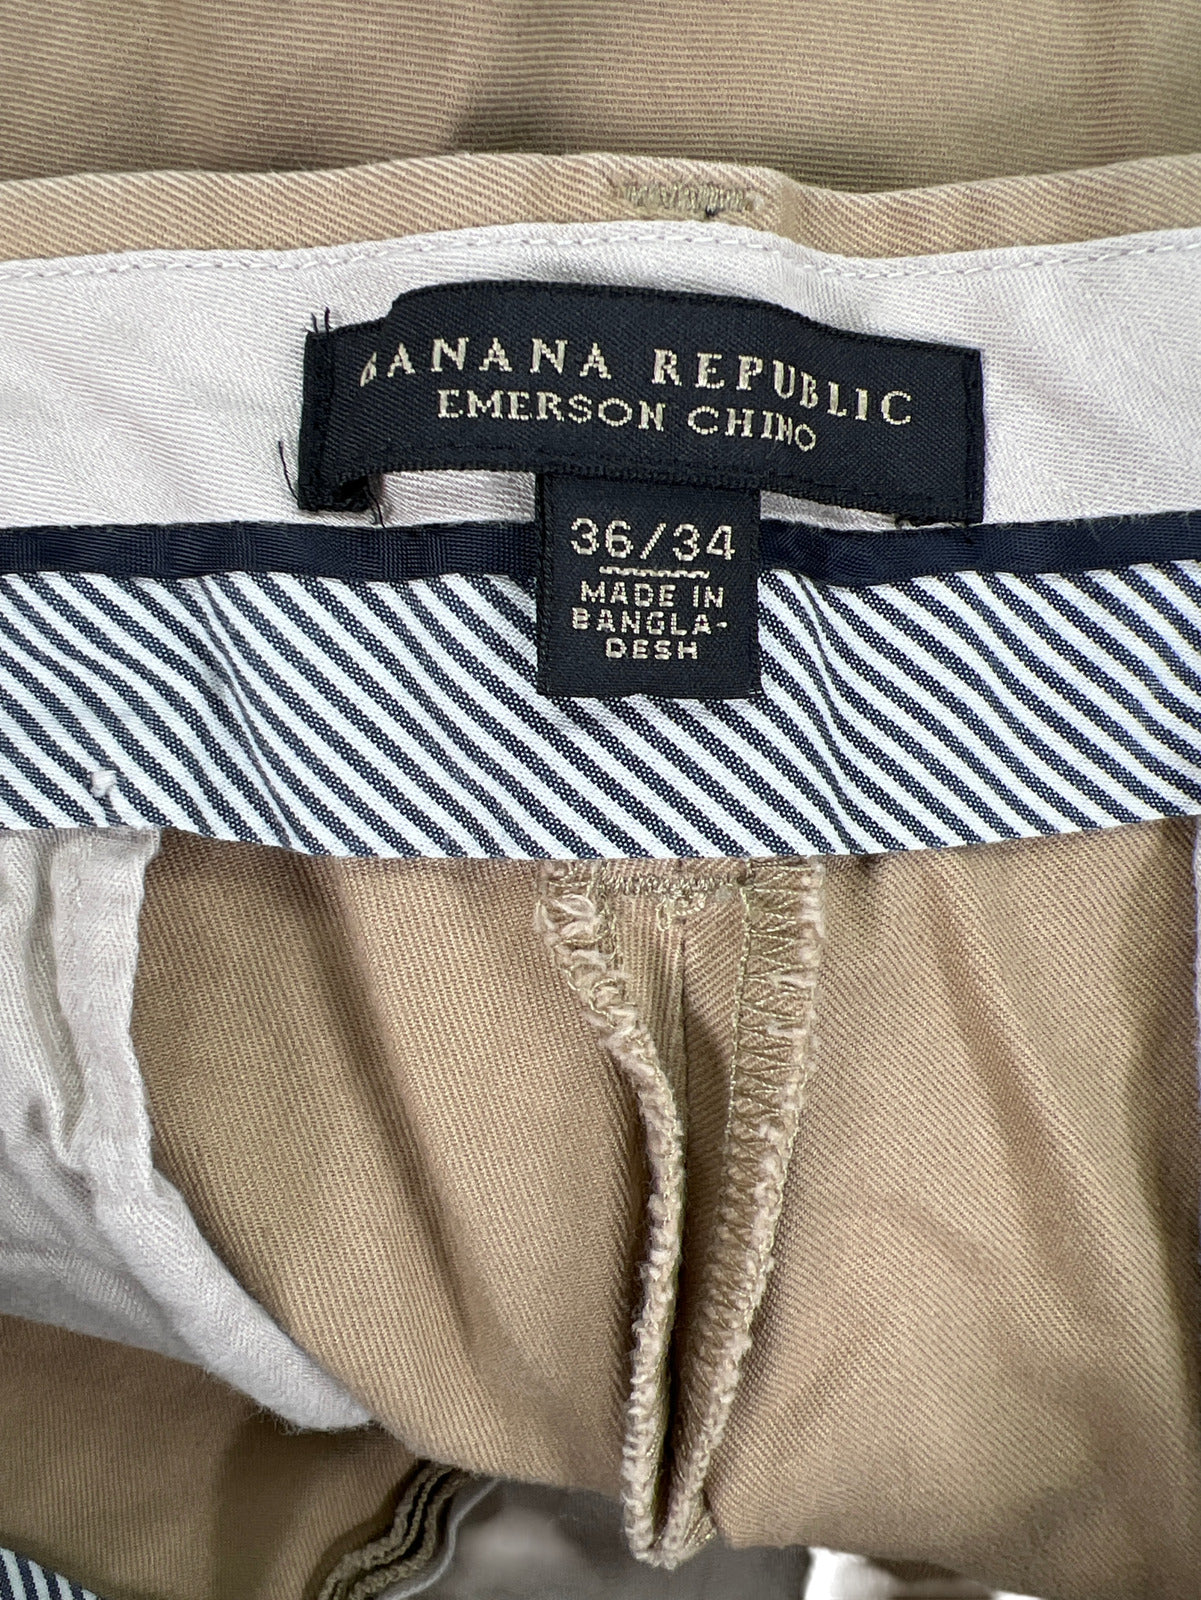 BANANA REPUBLIC
EMERSON CHINO
36/34
MADE IN
BANGLA-
DESH